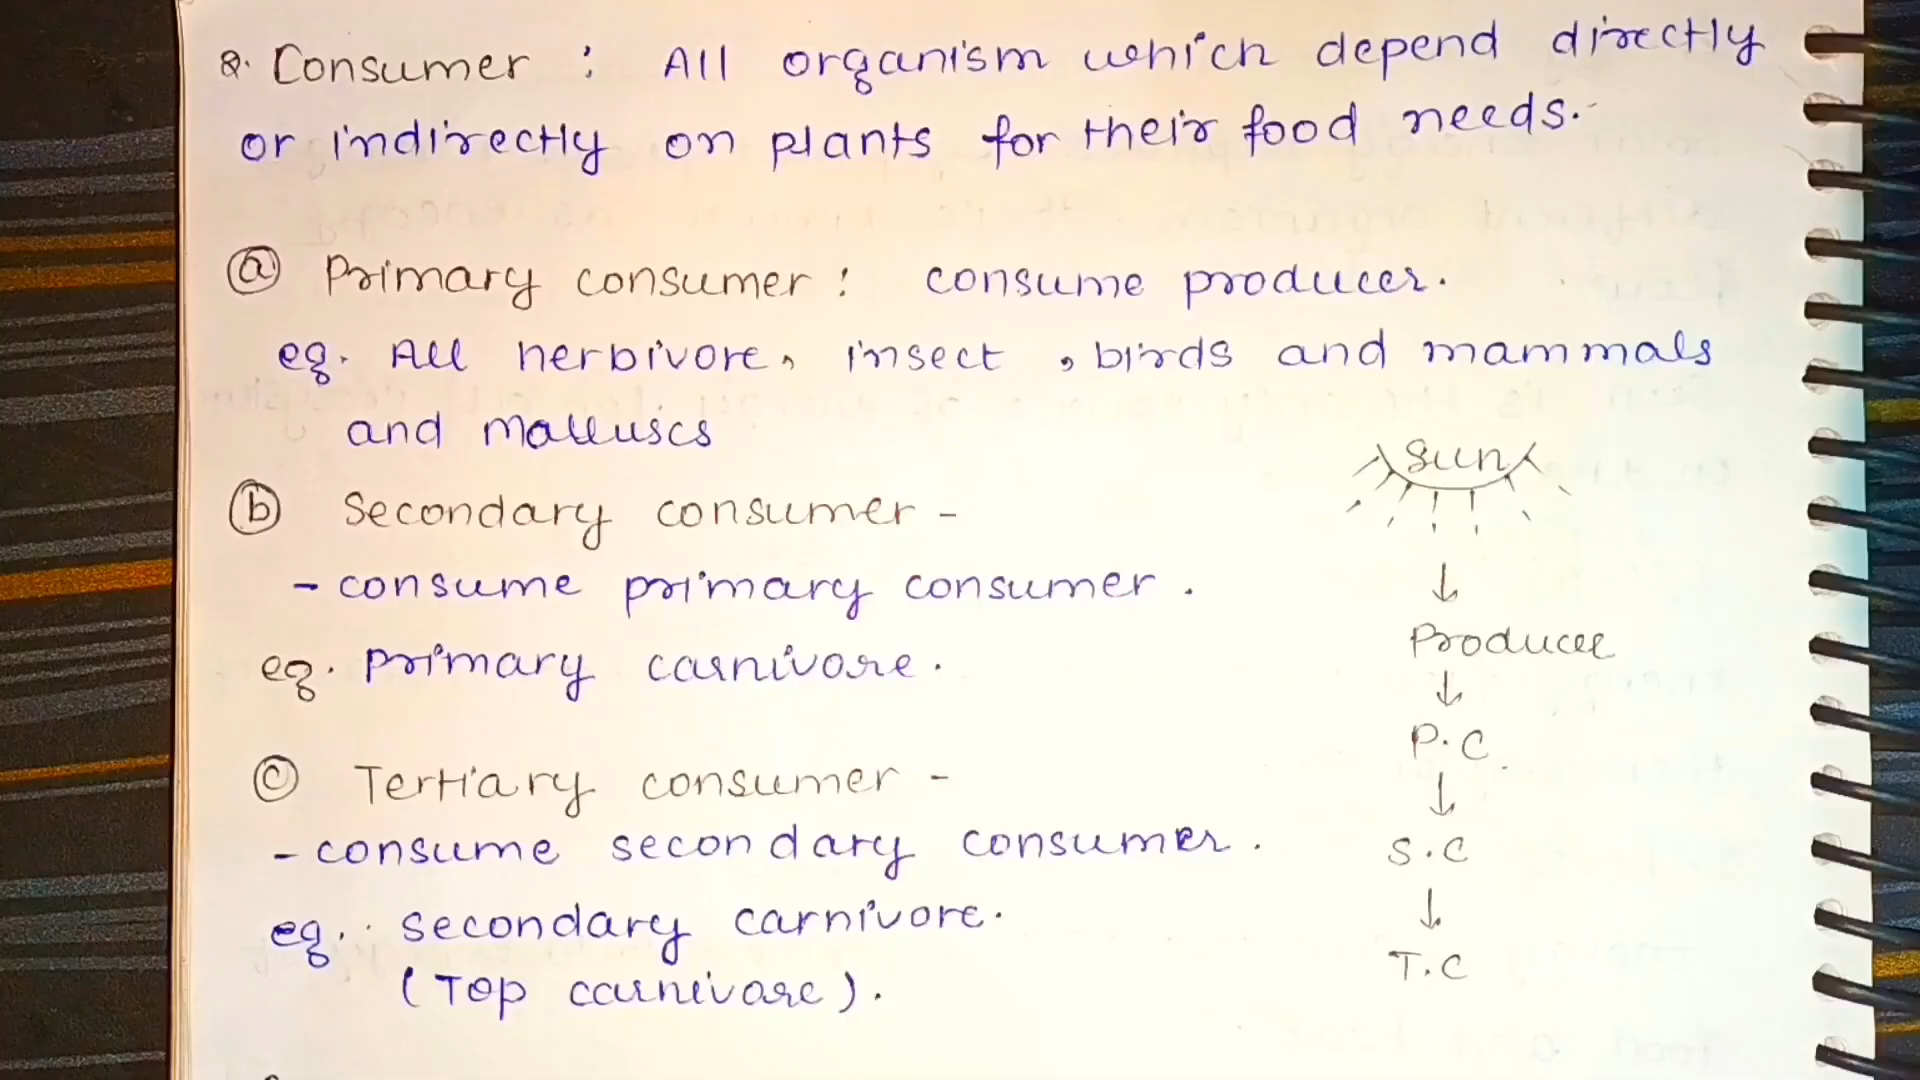 Q. Consumer : All organism which depend directly
or indirectly on plants for their food needs.
(a) Primary consumer : consume producer.
eg. All herbivore, insect, birds and mammals
and malluscs
(b) Secondary consumer -
- consume primary consumer.
eg. primary carnivore.
(c) Tertiary consumer -
- consume secondary consumer.
eg. secondary carnivore.
(Top carnivare).
Sun
↓
Producer
↓
P.C
↓
S.C
↓
T.C